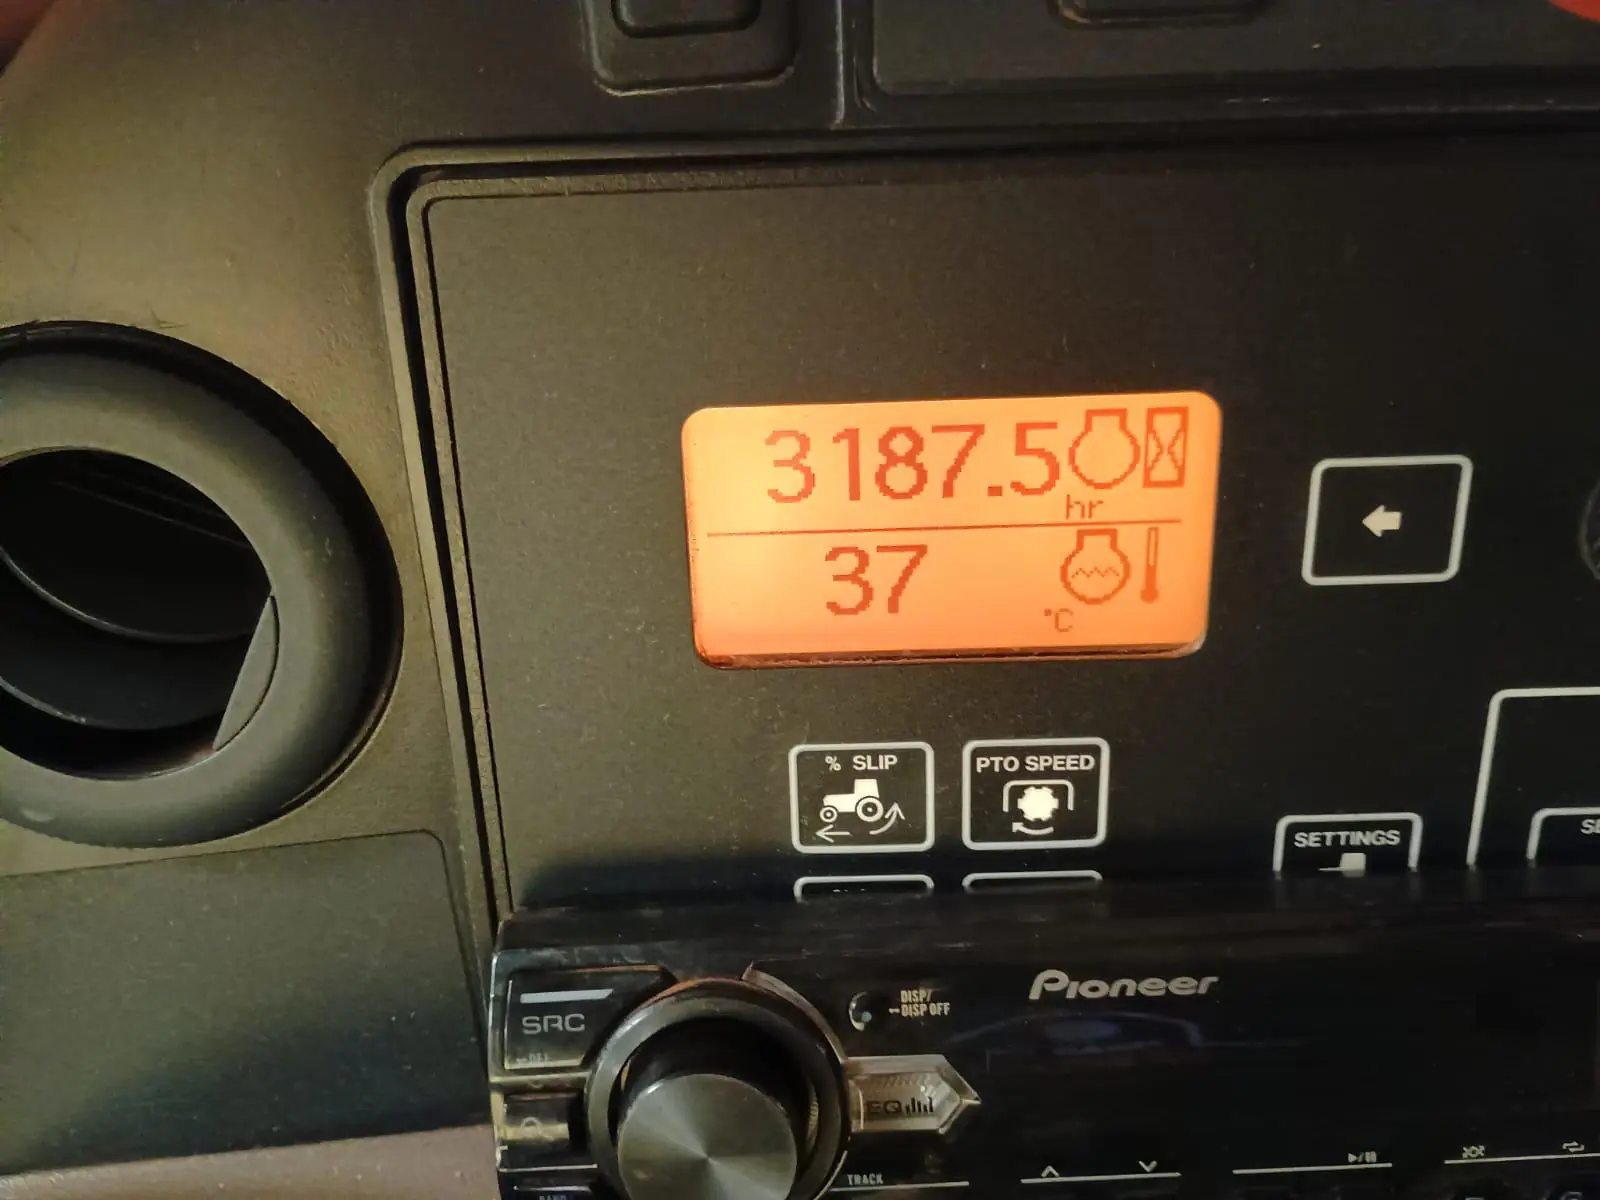 3187.5
hr
37
°C
% SLIP
PTO SPEED
SETTINGS
Pioneer
DISP/
DISP OFF
SRC
EQ
TRACK